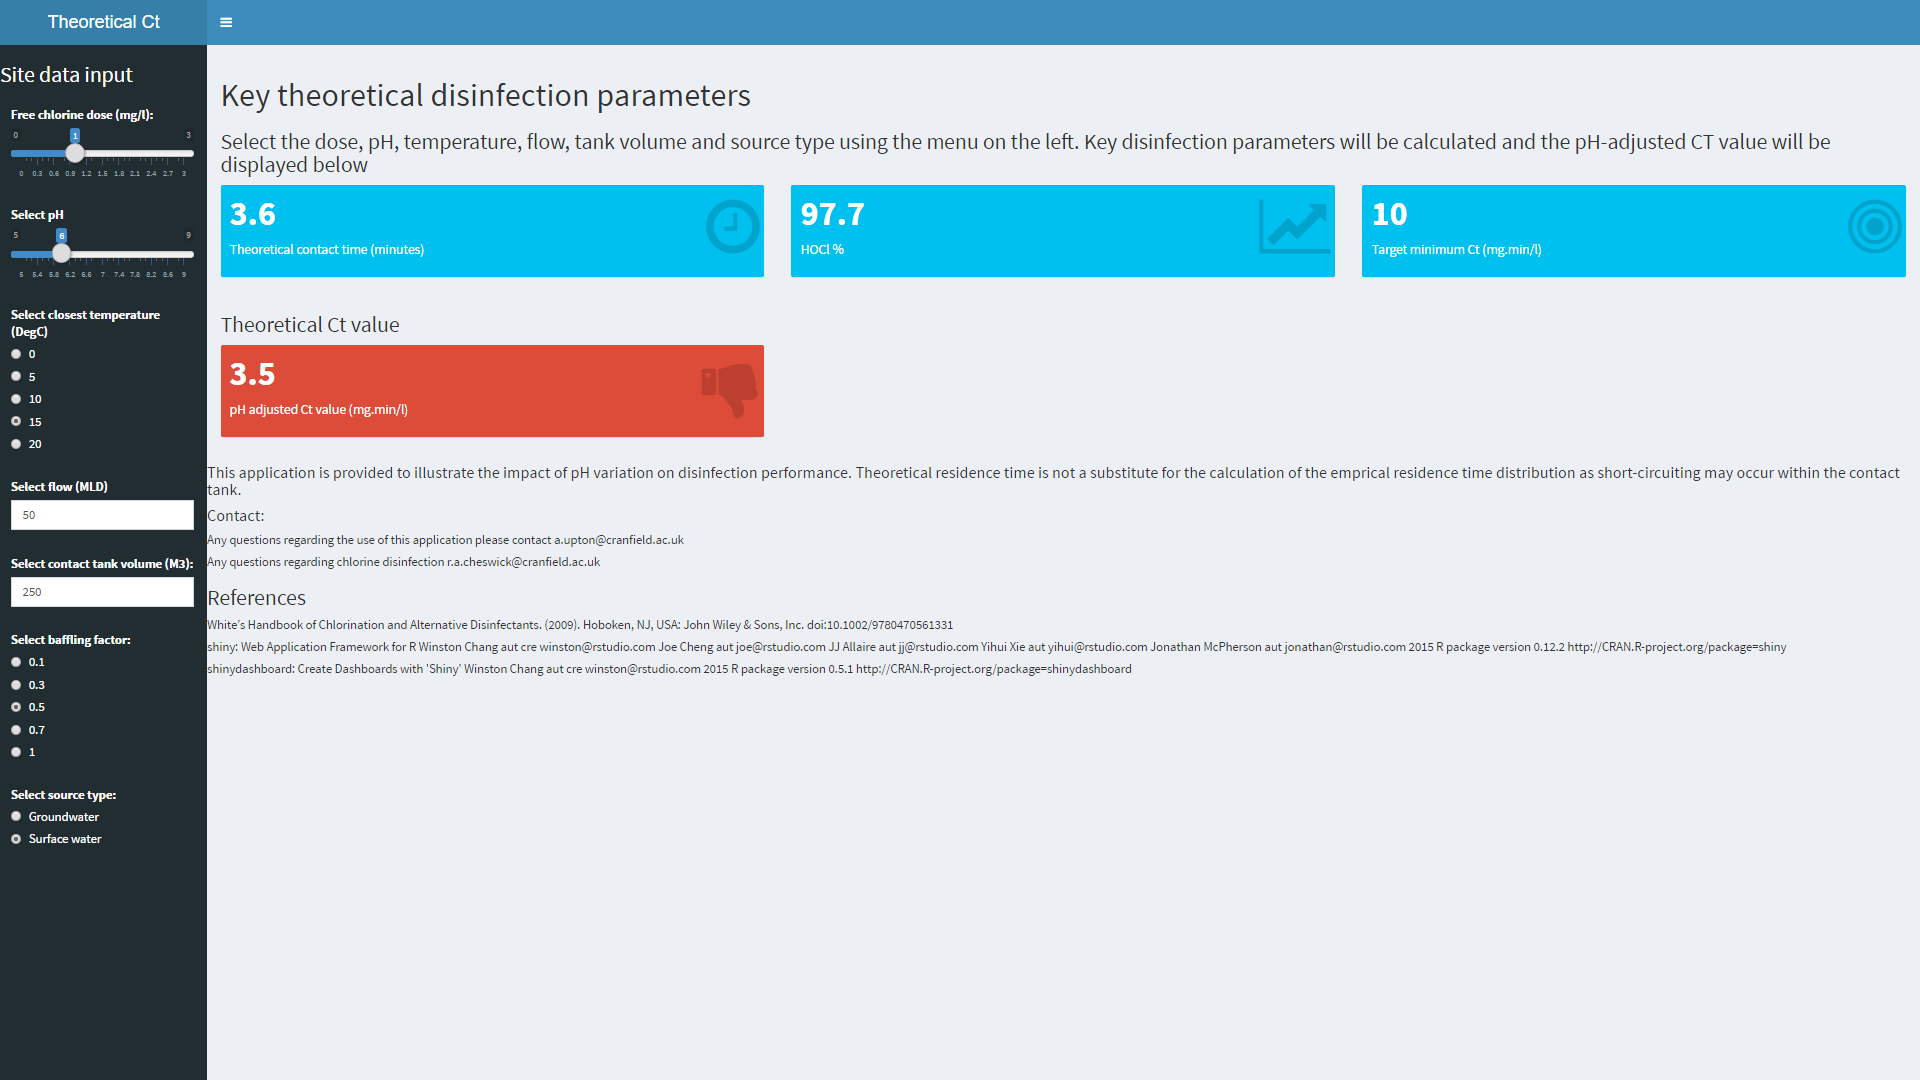 Theoretical Ct
Site data input
Free chlorine dose (mg/l):
0 1 3
0 0.3 0.6 0.9 1.2 1.5 1.8 2.1 2.4 2.7 3
Select pH
5 6 9
5 5.4 5.8 6.2 6.6 7 7.4 7.8 8.2 8.6 9
Select closest temperature
(DegC)
0
5
10
15
20
Select flow (MLD)
50
Select contact tank volume (M3):
250
Select baffling factor:
0.1
0.3
0.5
0.7
1
Select source type:
Groundwater
Surface water
Key theoretical disinfection parameters
Select the dose, pH, temperature, flow, tank volume and source type using the menu on the left. Key disinfection parameters will be calculated and the pH-adjusted CT value will be
displayed below
3.6
Theoretical contact time (minutes)
97.7
HOCl %
10
Target minimum Ct (mg.min/l)
Theoretical Ct value
3.5
pH adjusted Ct value (mg.min/l)
This application is provided to illustrate the impact of pH variation on disinfection performance. Theoretical residence time is not a substitute for the calculation of the emprical residence time distribution as short-circuiting may occur within the contact
tank.
Contact:
Any questions regarding the use of this application please contact a.upton@cranfield.ac.uk
Any questions regarding chlorine disinfection r.a.cheswick@cranfield.ac.uk
References
White's Handbook of Chlorination and Alternative Disinfectants. (2009). Hoboken, NJ, USA: John Wiley & Sons, Inc. doi:10.1002/9780470561331
shiny: Web Application Framework for R Winston Chang aut cre winston@rstudio.com Joe Cheng aut joe@rstudio.com JJ Allaire aut jj@rstudio.com Yihui Xie aut yihui@rstudio.com Jonathan McPherson aut jonathan@rstudio.com 2015 R package version 0.12.2 http://CRAN.R-project.org/package=shiny
shinydashboard: Create Dashboards with 'Shiny' Winston Chang aut cre winston@rstudio.com 2015 R package version 0.5.1 http://CRAN.R-project.org/package=shinydashboard